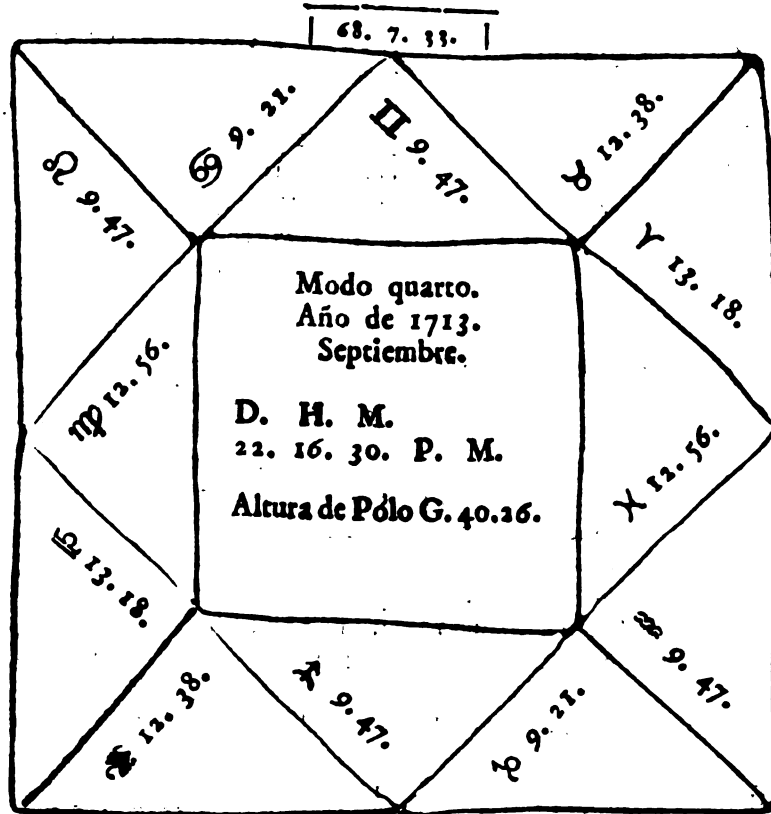 68. 7. 33.
♋ 9. 21.
♊ 9. 47.
♉ 12. 38.
♌ 9. 47.
♈ 13. 18.
Modo quarto.
Año de 1713.
Septiembre.
D. H. M.
22. 16. 30. P. M.
Altura de Pólo G. 40.26.
♍ 12. 56.
♓ 12. 56.
♎ 13. 18.
♒ 9. 47.
♏ 12. 38.
♐ 9. 47.
♑ 9. 21.